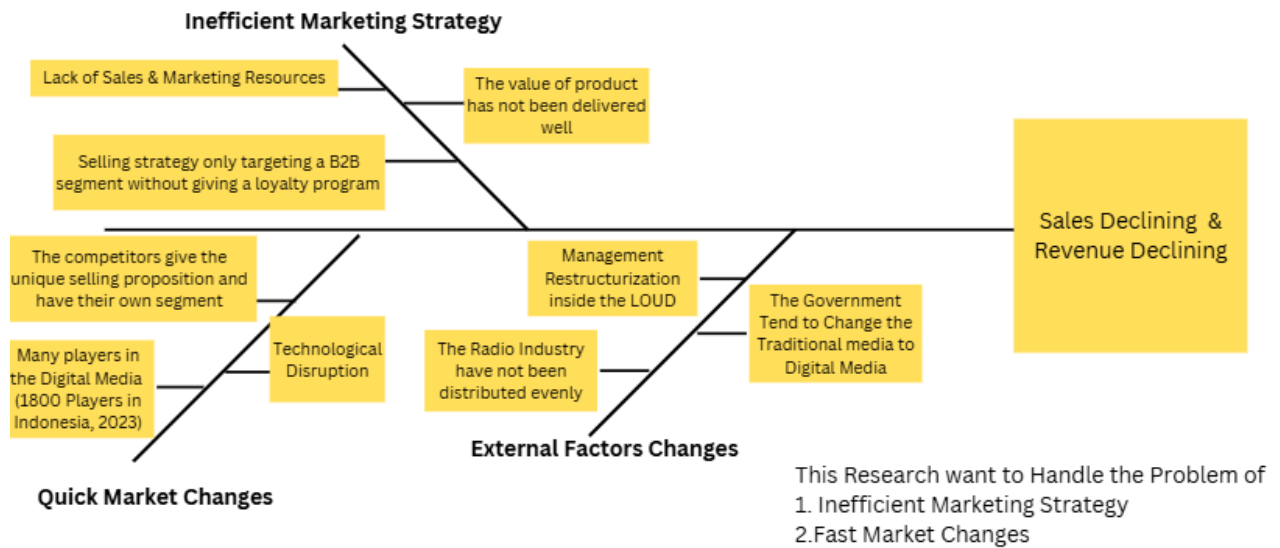 Inefficient Marketing Strategy
Lack of Sales & Marketing Resources
The value of product
has not been delivered
well
Selling strategy only targeting a B2B
segment without giving a loyalty program
Sales Declining &
Revenue Declining
The competitors give the
unique selling proposition and
have their own segment
Technological
Disruption
Many players in
the Digital Media
(1800 Players in
Indonesia, 2023)
Quick Market Changes
Management
Restructurization
inside the LOUD
The Government
Tend to Change the
Traditional media to
Digital Media
The Radio Industry
have not been
distributed evenly
External Factors Changes
This Research want to Handle the Problem of
1. Inefficient Marketing Strategy
2.Fast Market Changes